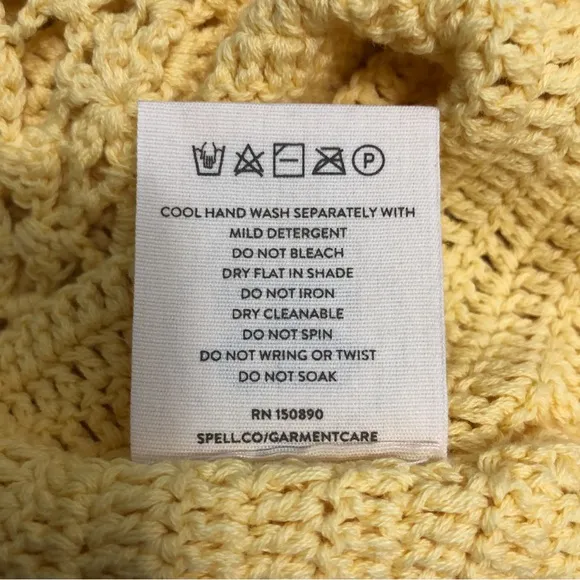 P
COOL HAND WASH SEPARATELY WITH
MILD DETERGENT
DO NOT BLEACH
DRY FLAT IN SHADE
DO NOT IRON
DRY CLEANABLE
DO NOT SPIN
DO NOT WRING OR TWIST
DO NOT SOAK
RN 150890
SPELL.CO/GARMENTCARE